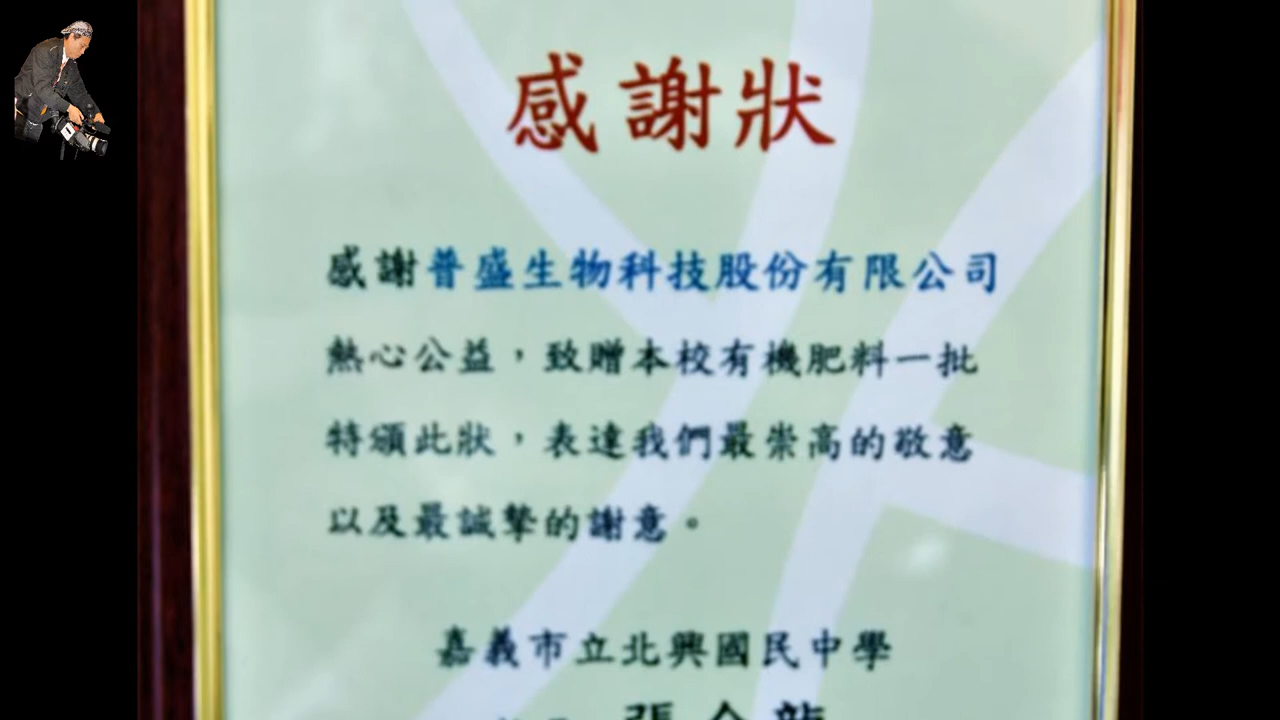 感謝狀
感謝普盛生物科技股份有限公司
熱心公益，致贈本校有機肥料一批
特頒此狀，表達我們最崇高的敬意
以及最誠摯的謝意。
嘉義市立北興國民中學